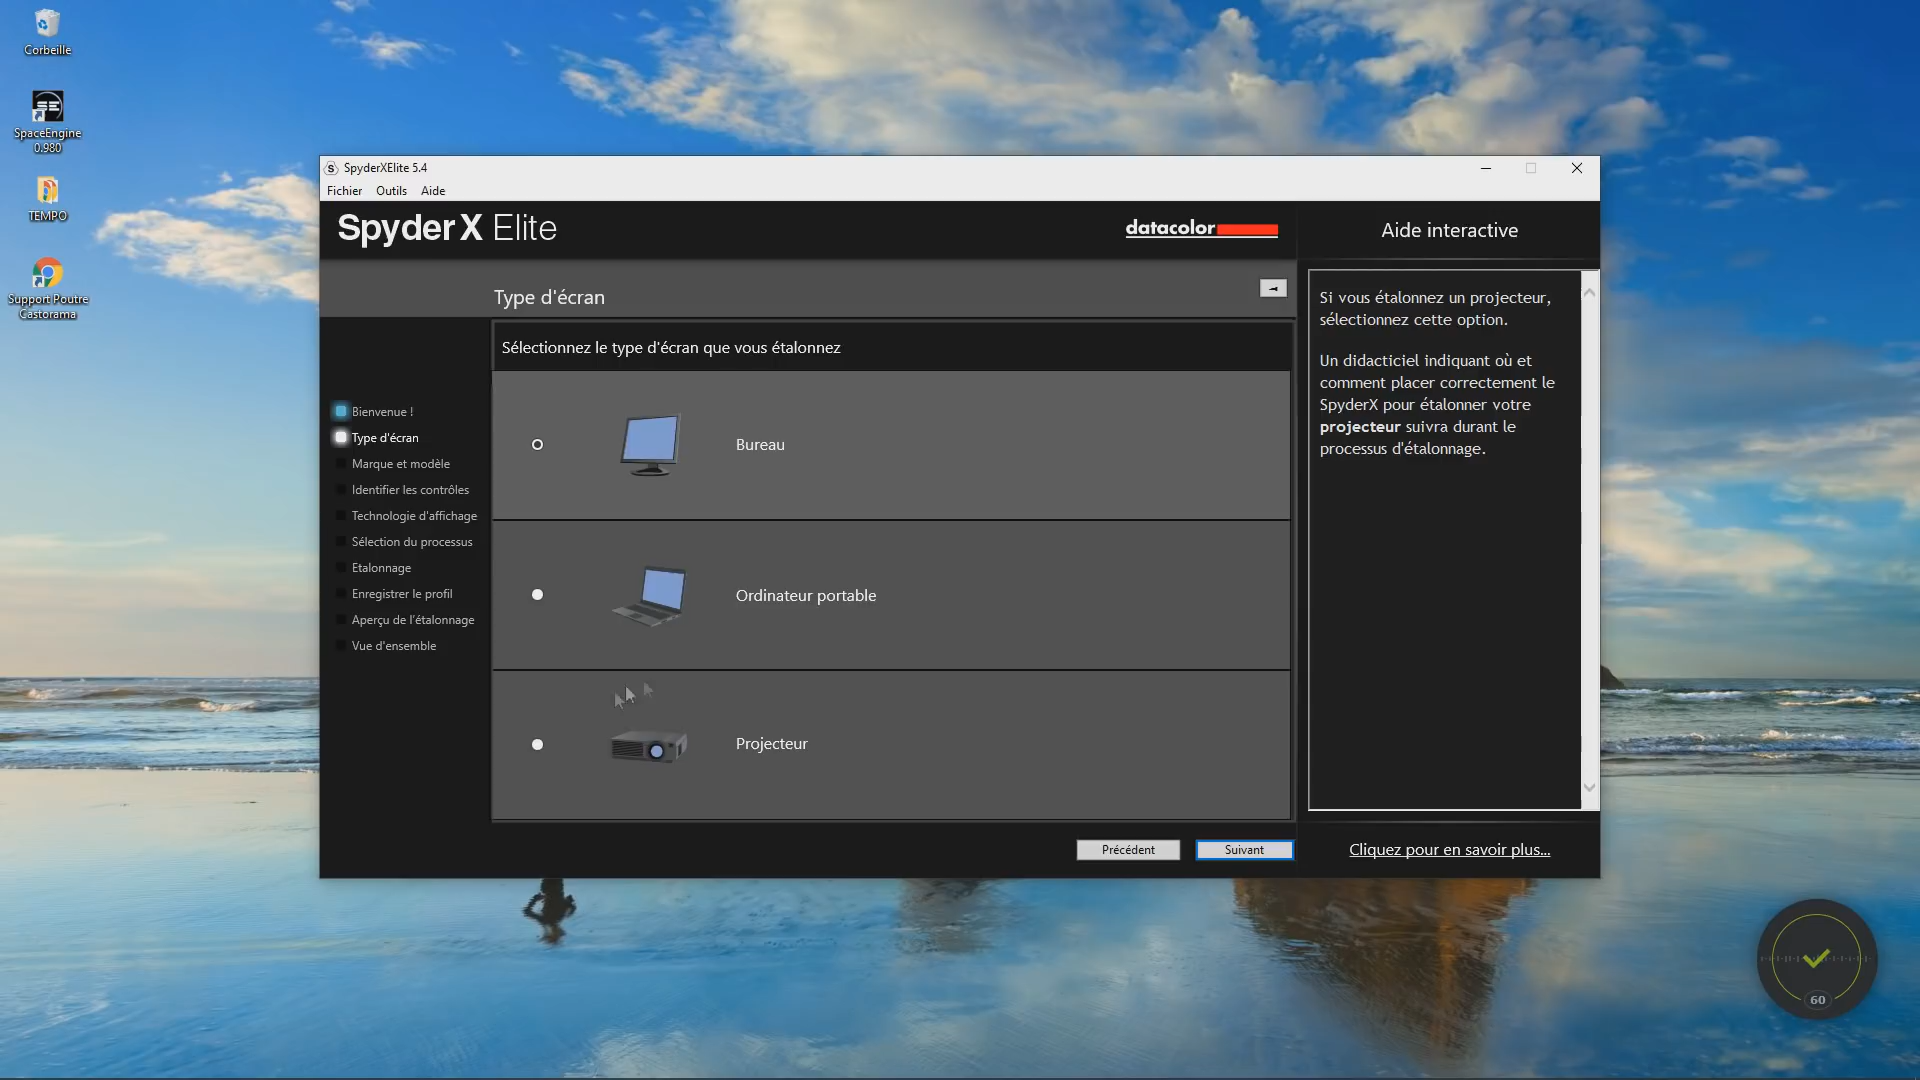 Corbeille
SpaceEngine
0.980
TEMPO
Support Poutre
Castorama
SpyderXElite 5.4
Fichier Outils Aide
Spyder X Elite
datacolor
Aide interactive
Type d'écran
Sélectionnez le type d'écran que vous étalonnez
Bienvenue !
Type d'écran
Marque et modèle
Identifier les contrôles
Technologie d'affichage
Sélection du processus
Etalonnage
Enregistrer le profil
Aperçu de l'étalonnage
Vue d'ensemble
Bureau
Ordinateur portable
Projecteur
Précédent
Suivant
Si vous étalonnez un projecteur,
sélectionnez cette option.
Un didacticiel indiquant où et
comment placer correctement le
SpyderX pour étalonner votre
projecteur suivra durant le
processus d'étalonnage.
Cliquez pour en savoir plus...
60